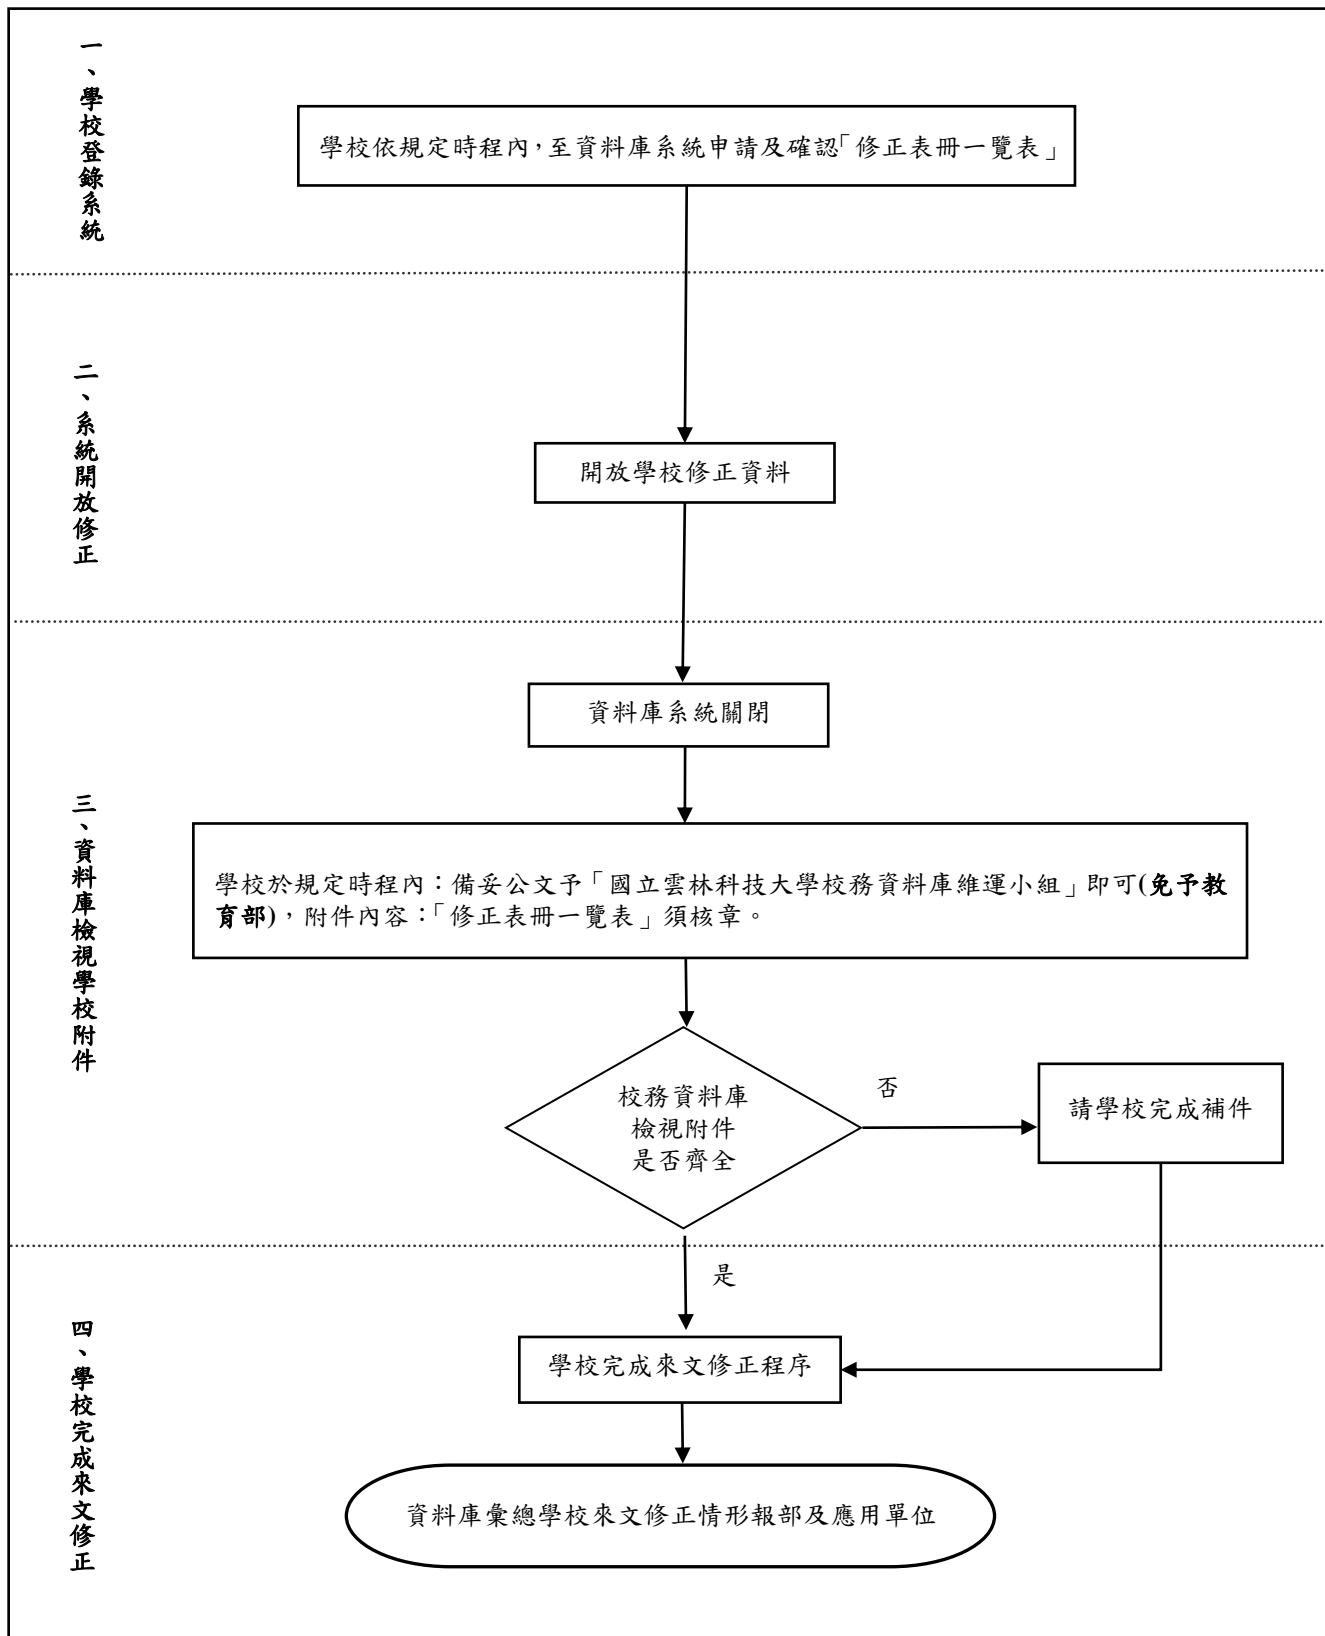 一、學校登錄系統
學校依規定時程內，至資料庫系統申請及確認「修正表冊一覽表」
二、系統開放修正
開放學校修正資料
三、資料庫檢視學校附件
資料庫系統關閉
學校於規定時程內：備妥公文予「國立雲林科技大學校務資料庫維運小組」即可(免予教
育部)，附件內容：「修正表冊一覽表」須核章。
校務資料庫
檢視附件
是否齊全
否
請學校完成補件
是
四、學校完成來文修正
學校完成來文修正程序
資料庫彙總學校來文修正情形報部及應用單位